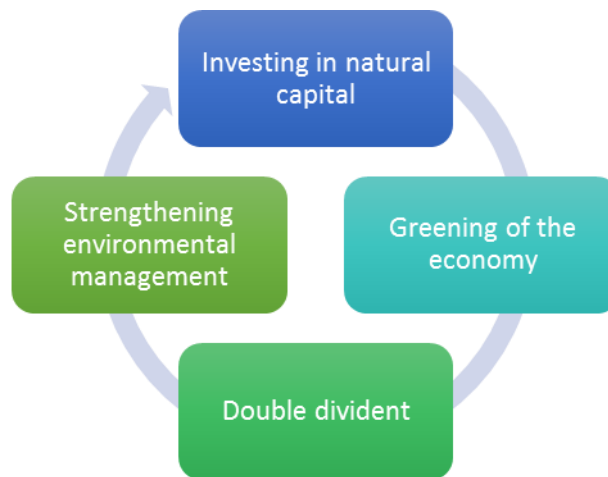 Investing in natural
capital
Greening of the
economy
Double divident
Strengthening
environmental
management